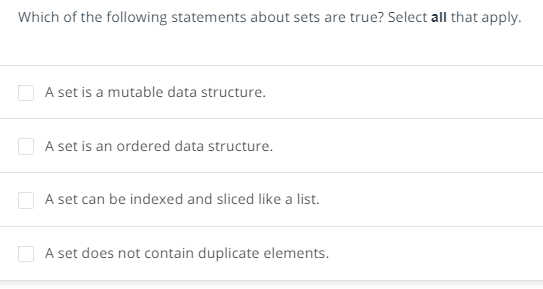 Which of the following statements about sets are true? Select all that apply.
A set is a mutable data structure.
A set is an ordered data structure.
A set can be indexed and sliced like a list.
A set does not contain duplicate elements.